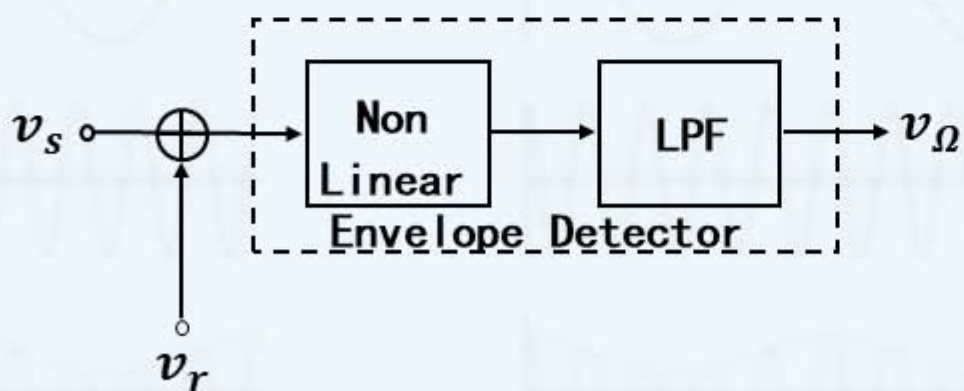 v_s
Non
Linear
LPF
v_Ω
Envelope Detector
v_r